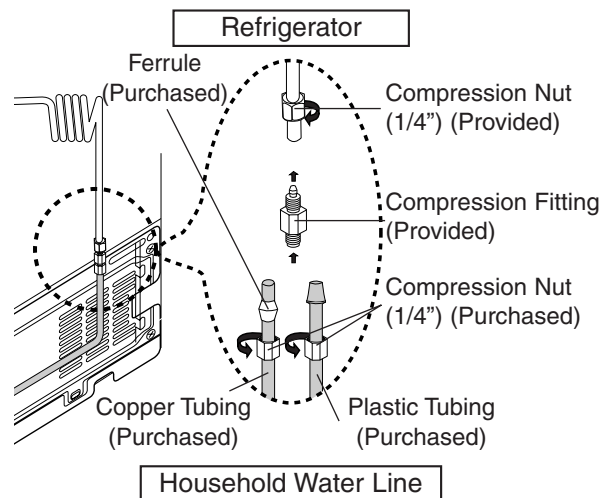 Refrigerator
Ferrule
(Purchased)
Compression Nut
(1/4”) (Provided)
Compression Fitting
(Provided)
Compression Nut
(1/4”) (Purchased)
Copper Tubing
(Purchased)
Plastic Tubing
(Purchased)
Household Water Line